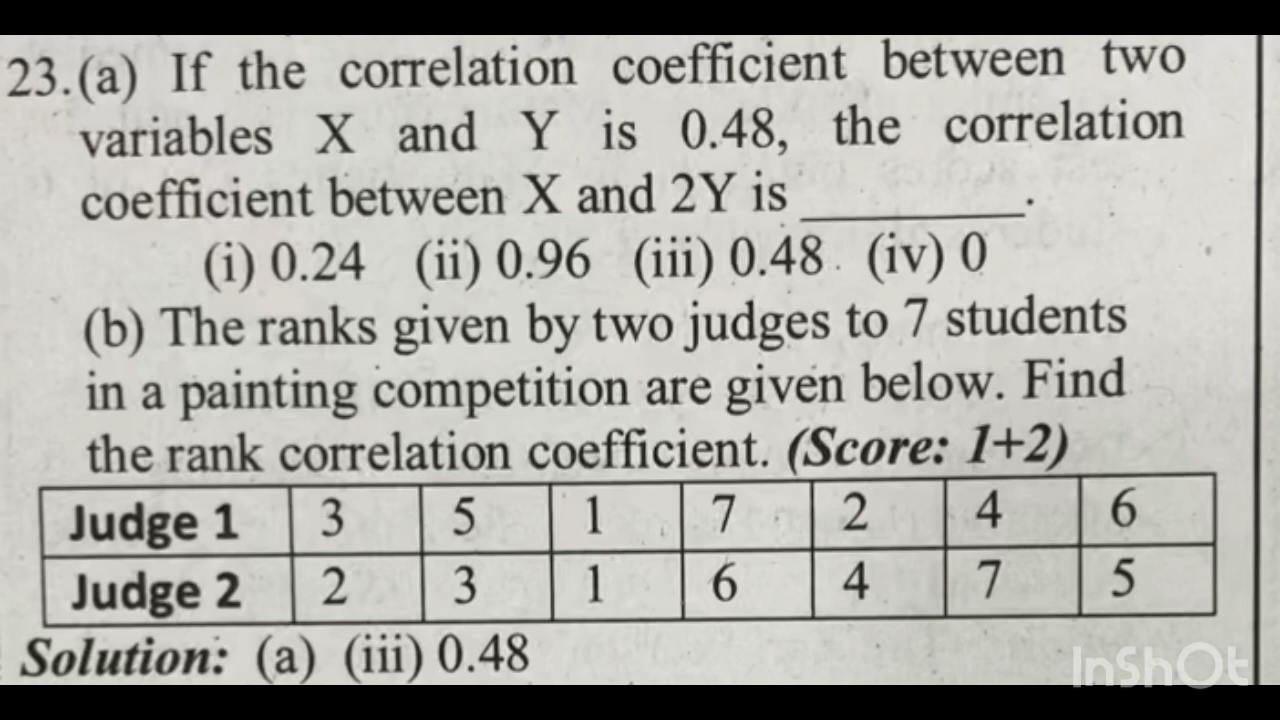 23.(a) If the correlation coefficient between two
variables X and Y is 0.48, the correlation
coefficient between X and 2Y is __________.
(i) 0.24 (ii) 0.96 (iii) 0.48 (iv) 0
(b) The ranks given by two judges to 7 students
in a painting competition are given below. Find
the rank correlation coefficient. (Score: 1+2)
Judge 1 3 5 1 7 2 4 6
Judge 2 2 3 1 6 4 7 5
Solution: (a) (iii) 0.48
InShOt